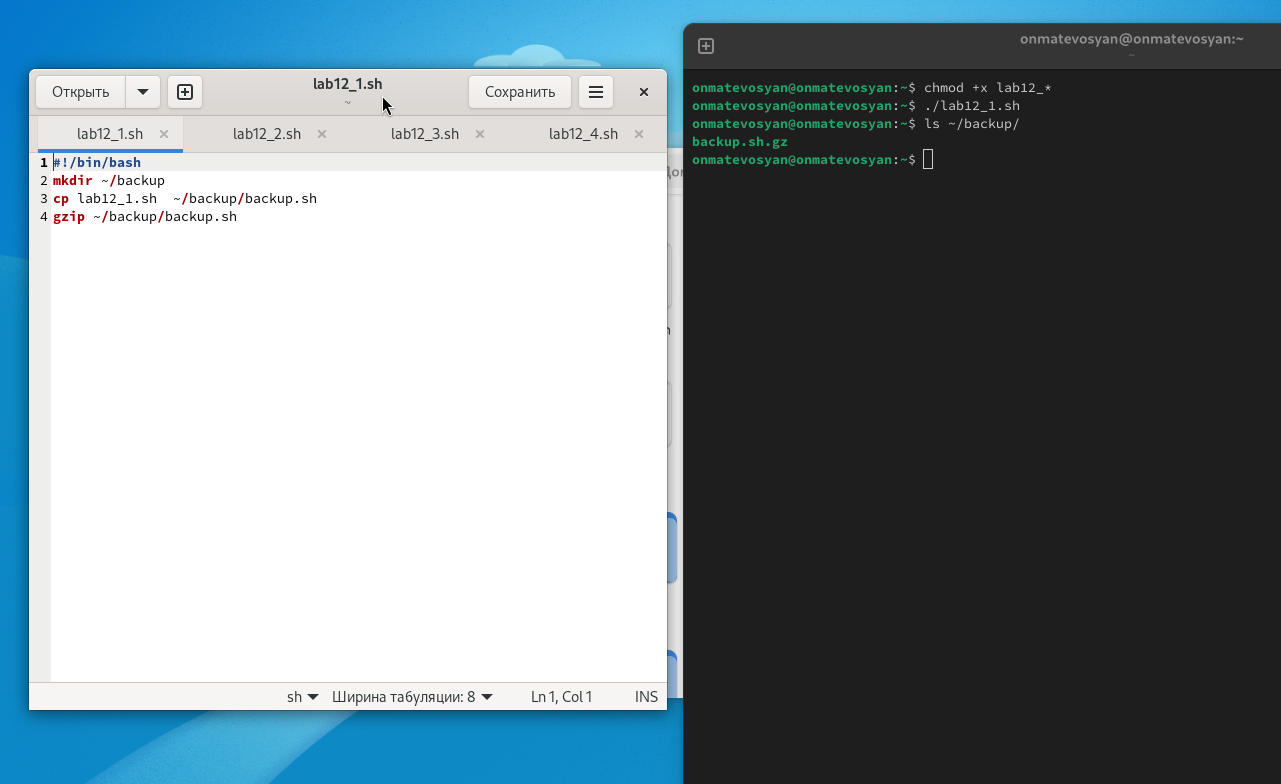 Открыть
lab12_1.sh
~
Сохранить
lab12_1.sh
lab12_2.sh
lab12_3.sh
lab12_4.sh
1 #!/bin/bash
2 mkdir ~/backup
3 cp lab12_1.sh  ~/backup/backup.sh
4 gzip ~/backup/backup.sh
sh
Ширина табуляции: 8
Ln 1, Col 1
INS
onmatevosyan@onmatevosyan:~
~
onmatevosyan@onmatevosyan:~$ chmod +x lab12_*
onmatevosyan@onmatevosyan:~$ ./lab12_1.sh
onmatevosyan@onmatevosyan:~$ ls ~/backup/
backup.sh.gz
onmatevosyan@onmatevosyan:~$